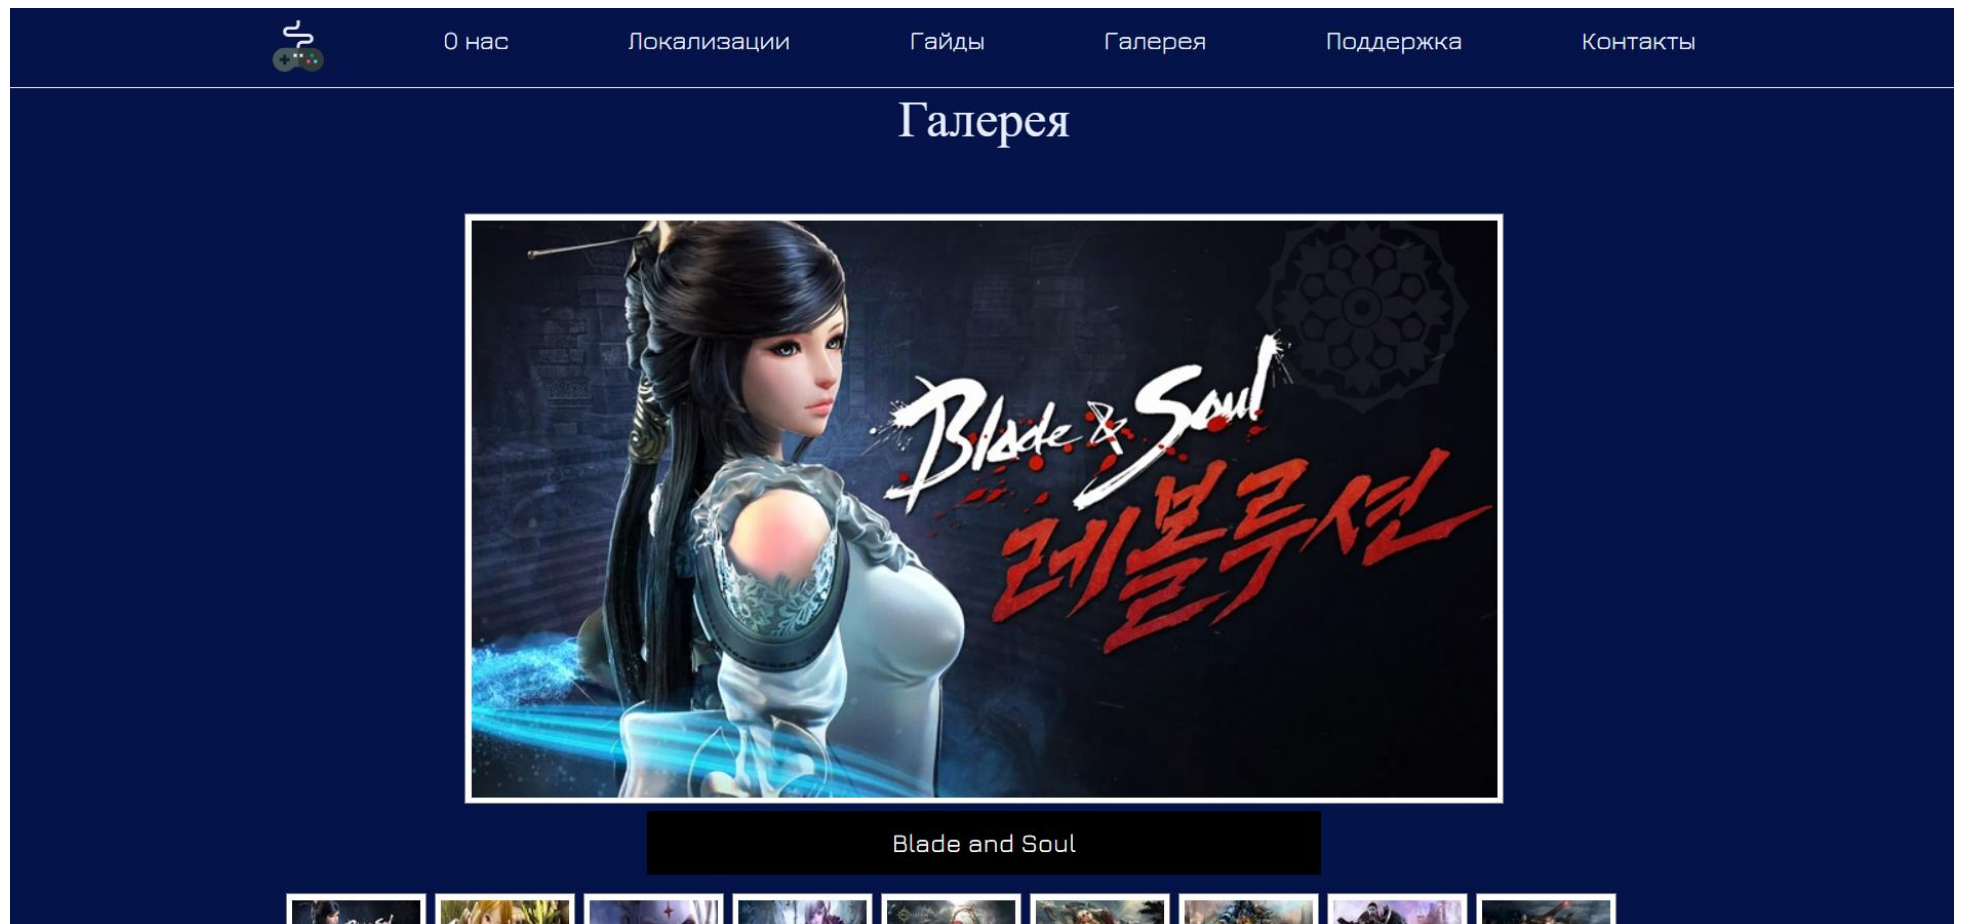 О нас Локализации Гайды Галерея Поддержка Контакты
Галерея
Blade & Soul
레볼루션
Blade and Soul